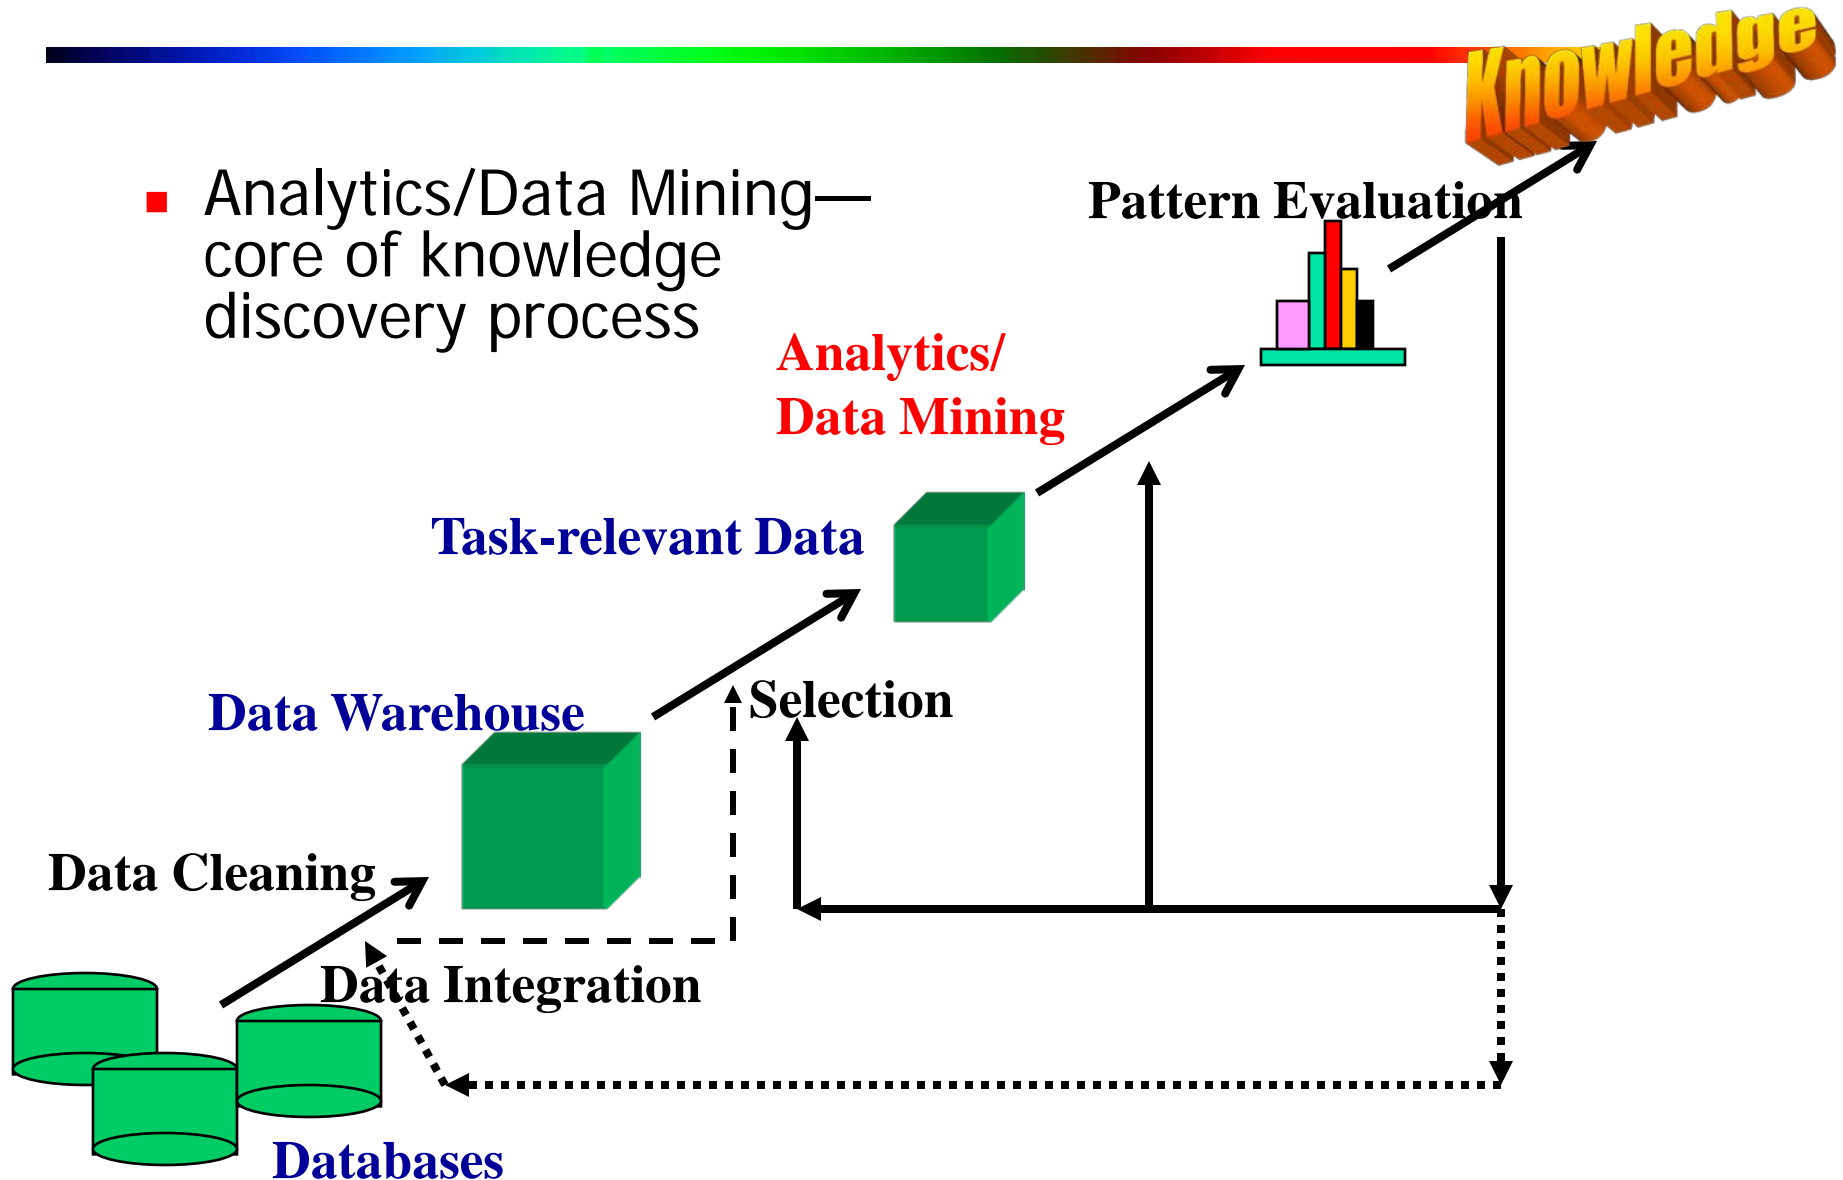 Knowledge
Analytics/Data Mining—
core of knowledge
discovery process
Pattern Evaluation
Analytics/
Data Mining
Task-relevant Data
Selection
Data Warehouse
Data Cleaning
Data Integration
Databases